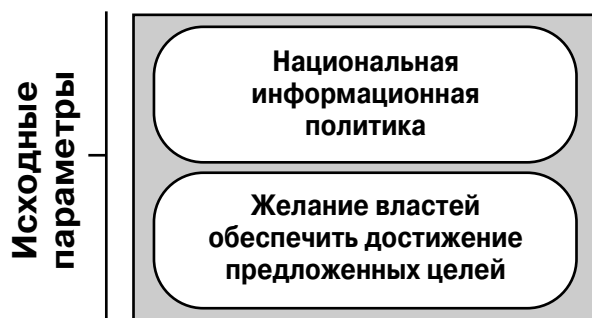 Исходные
параметры
Национальная
информационная
политика
Желание властей
обеспечить достижение
предложенных целей